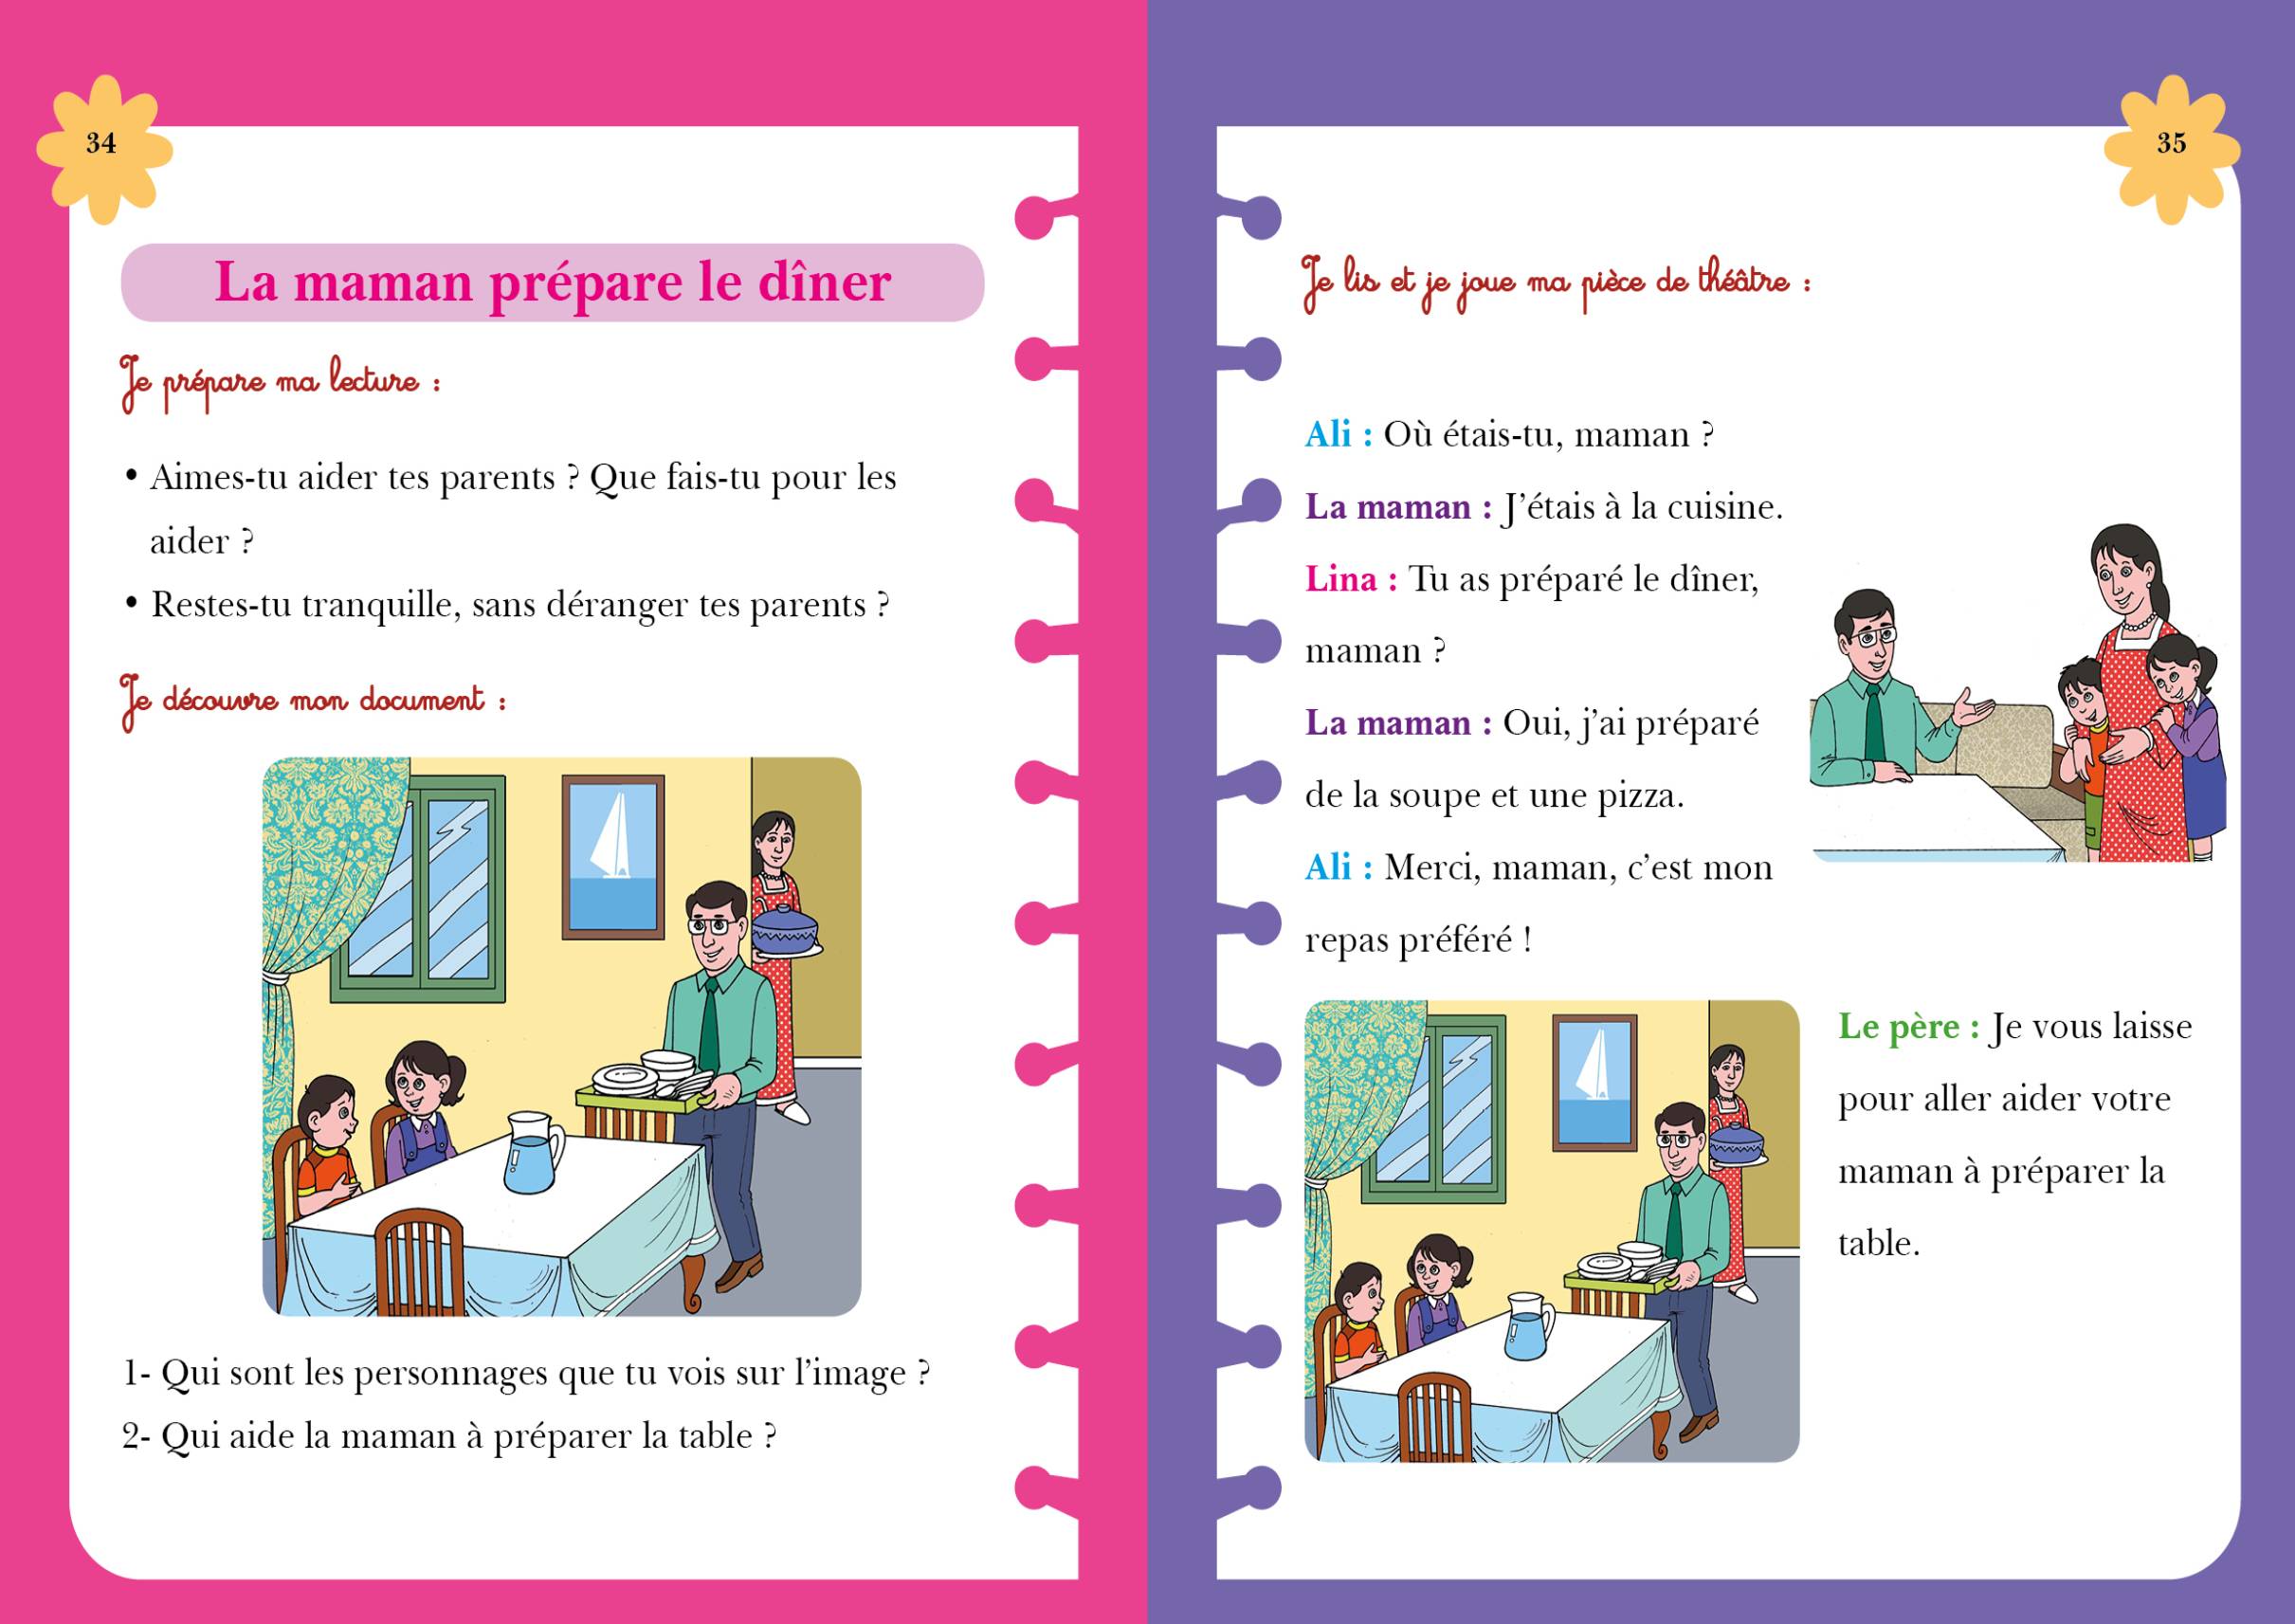 34
La maman prépare le dîner
Je prépare ma lecture :
• Aimes-tu aider tes parents ? Que fais-tu pour les
aider ?
• Restes-tu tranquille, sans déranger tes parents ?
Je découvre mon document :
1- Qui sont les personnages que tu vois sur l’image ?
2- Qui aide la maman à préparer la table ?
35
Je lis et je joue ma pièce de théâtre :
Ali : Où étais-tu, maman ?
La maman : J’étais à la cuisine.
Lina : Tu as préparé le dîner,
maman ?
La maman : Oui, j’ai préparé
de la soupe et une pizza.
Ali : Merci, maman, c’est mon
repas préféré !
Le père : Je vous laisse
pour aller aider votre
maman à préparer la
table.